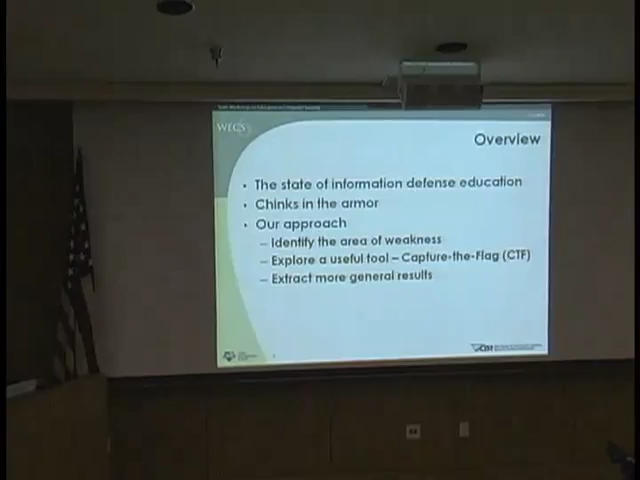 WECS
Overview
• The state of information defense education
• Chinks in the armor
• Our approach
– Identify the area of weakness
– Explore a useful tool – Capture-the-Flag (CTF)
– Extract more general results